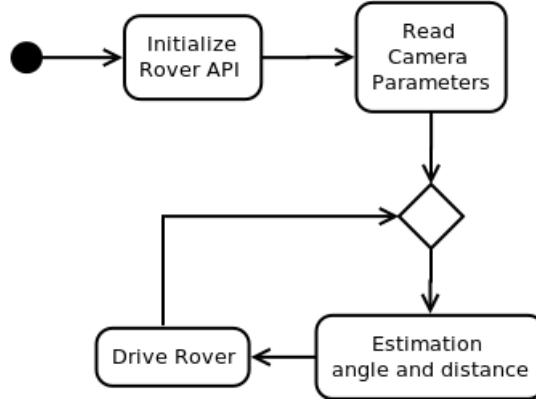 Initialize
Rover API
Read
Camera
Parameters
Estimation
angle and distance
Drive Rover